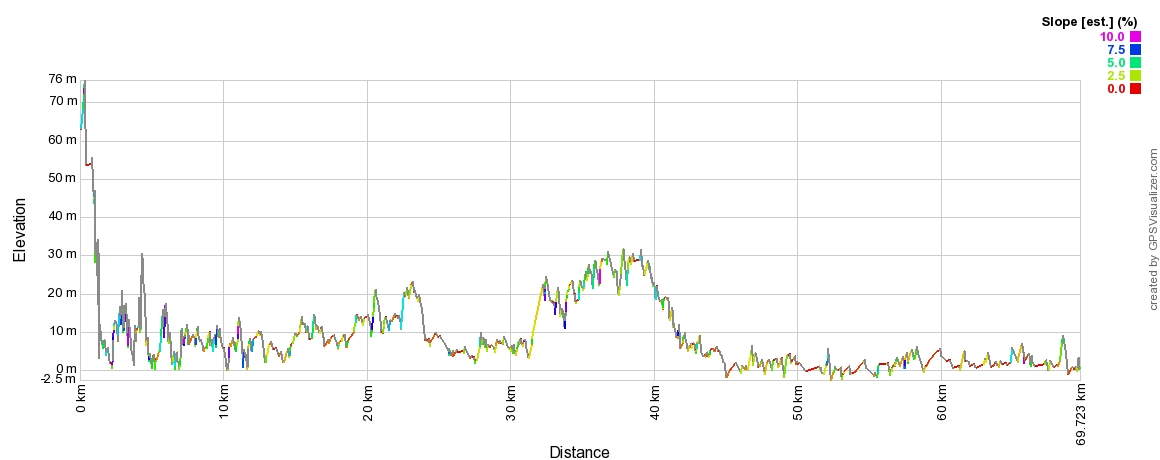 Slope [est.] (%)
10.0
7.5
5.0
2.5
0.0
76 m
70 m
60 m
50 m
40 m
30 m
20 m
10 m
0 m
-2.5 m
Elevation
0 km
10 km
20 km
30 km
40 km
50 km
60 km
69.723 km
Distance
created by GPSVisualizer.com